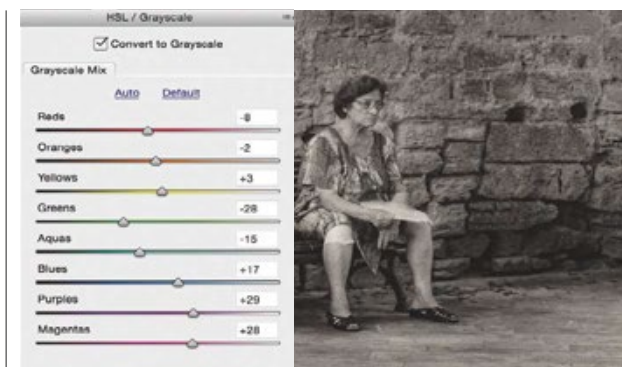 HSL / Grayscale
Convert to Grayscale
Grayscale Mix
Auto Default
Reds -8
Oranges -2
Yellows +3
Greens -28
Aquas -15
Blues +17
Purples +29
Magentas +28